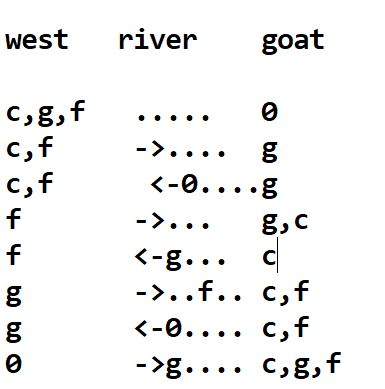 west river goat
c,g,f ..... 0
c,f ->.... g
c,f <-0....g
f ->... g,c
f <-g... c
g ->..f.. c,f
g <-0.... c,f
0 ->g.... c,g,f